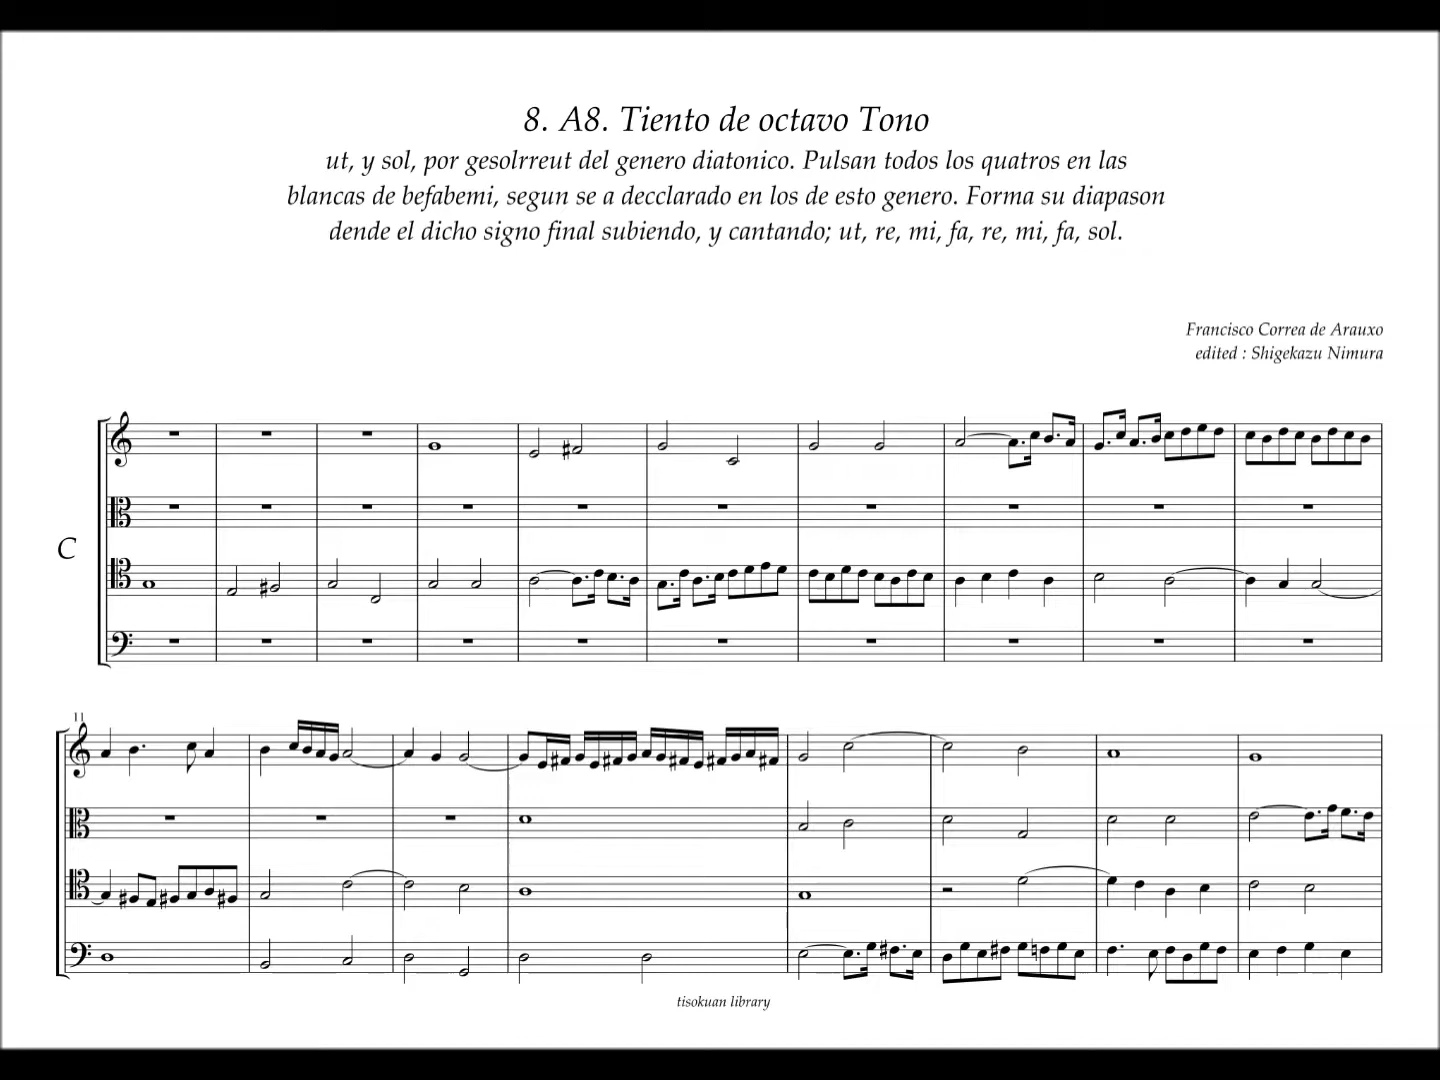 8. A8. Tiento de octavo Tono
ut, y sol, por gesolrreut del genero diatonico. Pulsan todos los quatros en las
blancas de befabemi, segun se a decclarado en los de esto genero. Forma su diapason
dende el dicho signo final subiendo, y cantando; ut, re, mi, fa, re, mi, fa, sol.
Francisco Correa de Arauxo
edited : Shigekazu Nimura
C
11
tisokuan library